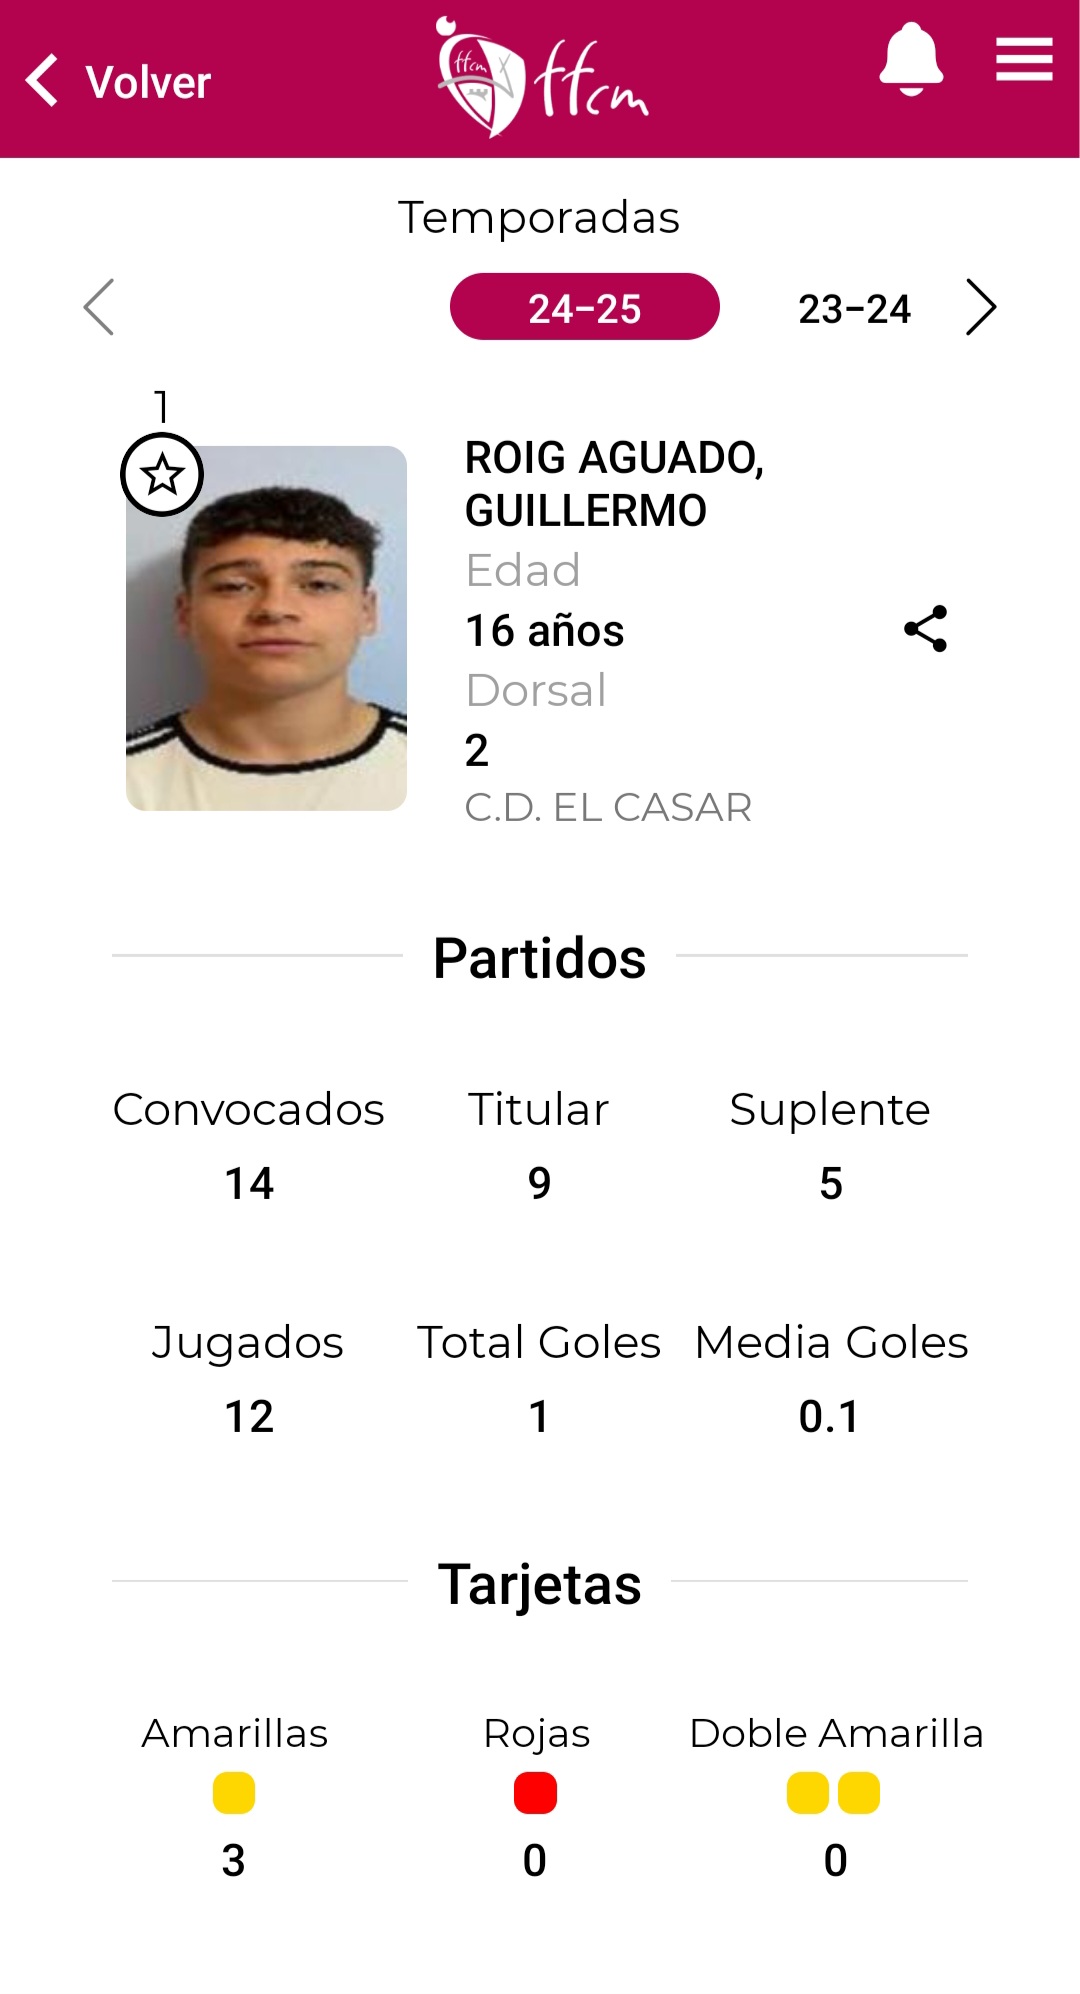 Volver
ffcm
ffcm
Temporadas
24-25
23-24
1
ROIG AGUADO,
GUILLERMO
Edad
16 años
Dorsal
2
C.D. EL CASAR
Partidos
Convocados Titular Suplente
14 9 5
Jugados Total Goles Media Goles
12 1 0.1
Tarjetas
Amarillas Rojas Doble Amarilla
3 0 0